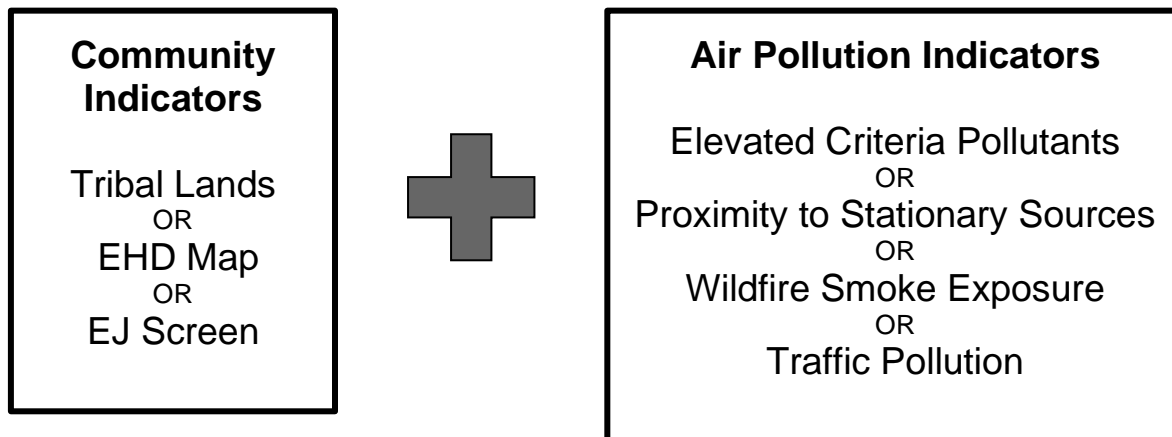 Community
Indicators
Tribal Lands
OR
EHD Map
OR
EJ Screen
Air Pollution Indicators
Elevated Criteria Pollutants
OR
Proximity to Stationary Sources
OR
Wildfire Smoke Exposure
OR
Traffic Pollution